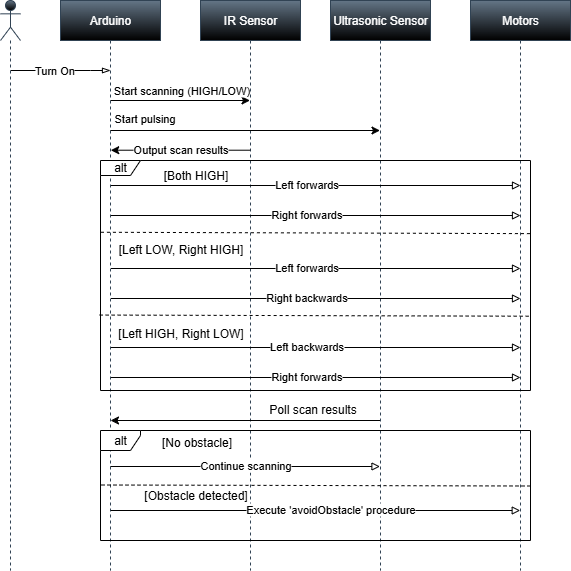 Arduino
IR Sensor
Ultrasonic Sensor
Motors
Turn On
Start scanning (HIGH/LOW)
Start pulsing
Output scan results
alt
[Both HIGH]
Left forwards
Right forwards
[Left LOW, Right HIGH]
Left forwards
Right backwards
[Left HIGH, Right LOW]
Left backwards
Right forwards
Poll scan results
alt
[No obstacle]
Continue scanning
[Obstacle detected]
Execute 'avoidObstacle' procedure